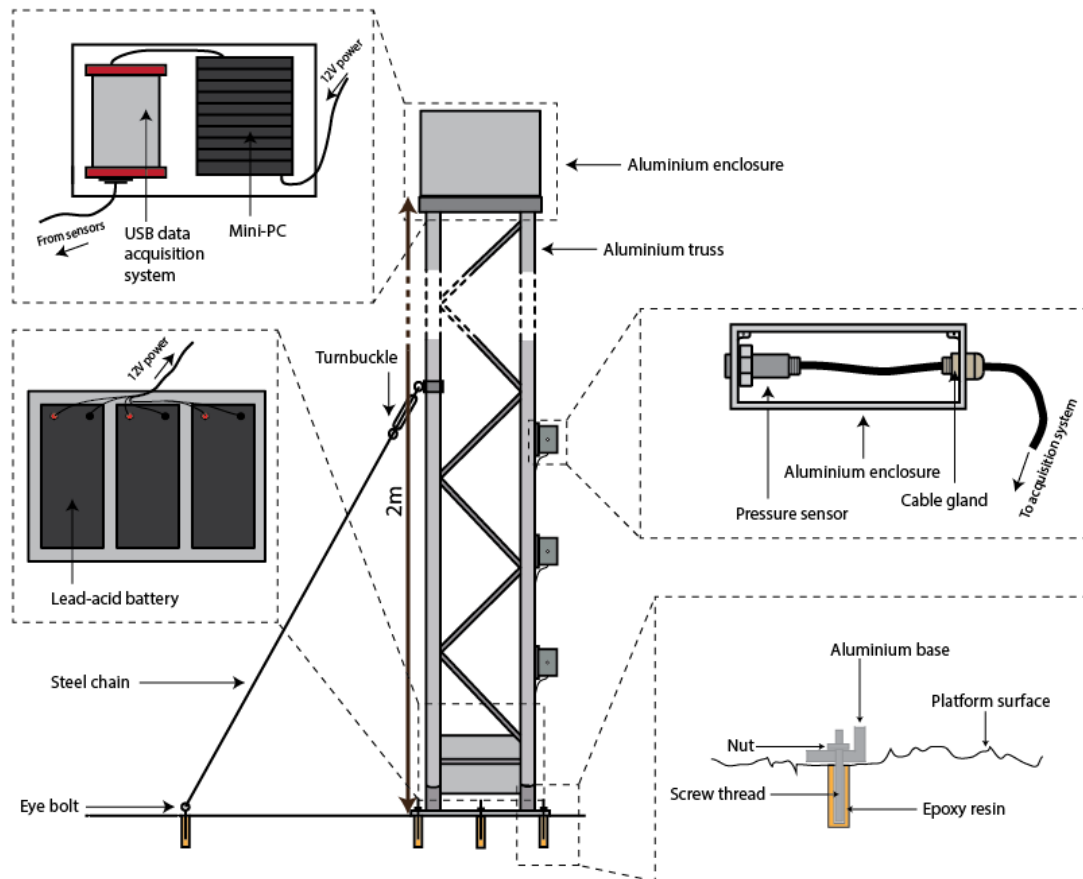 12V power
Aluminium enclosure
From sensors
USB data
acquisition
system
Mini-PC
Aluminium truss
12V power
Turnbuckle
2m
Lead-acid battery
Aluminium enclosure
Pressure sensor
Cable gland
To acquisition system
Steel chain
Eye bolt
Aluminium base
Platform surface
Nut
Screw thread
Epoxy resin